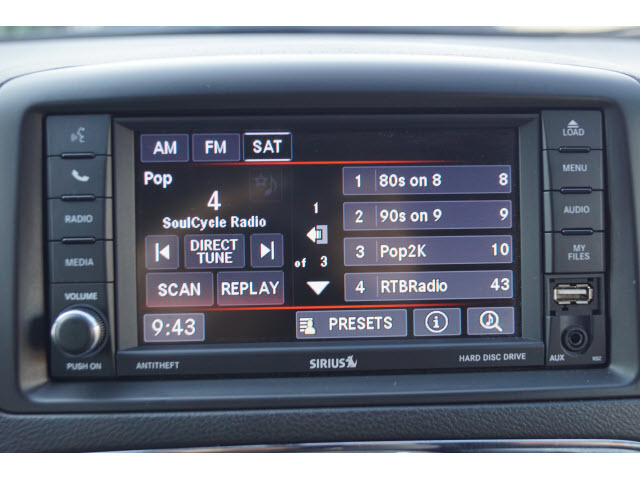 LOAD
AM FM SAT
MENU
Pop
1 80s on 8 8
4
SoulCycle Radio
1
2 90s on 9 9
RADIO
AUDIO
DIRECT
TUNE
of 3
3 Pop2K 10
MEDIA
MY
FILES
SCAN REPLAY
4 RTBRadio 43
VOLUME
9:43
PRESETS
i
PUSH ON
ANTITHEFT
SIRIUS
HARD DISC DRIVE
AUX